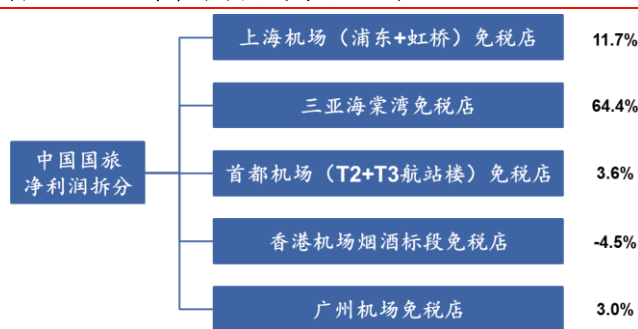 上海机场（浦东+虹桥）免税店 11.7%
三亚海棠湾免税店 64.4%
中国国旅
净利润拆分
首都机场（T2+T3航站楼）免税店 3.6%
香港机场烟酒标段免税店 -4.5%
广州机场免税店 3.0%